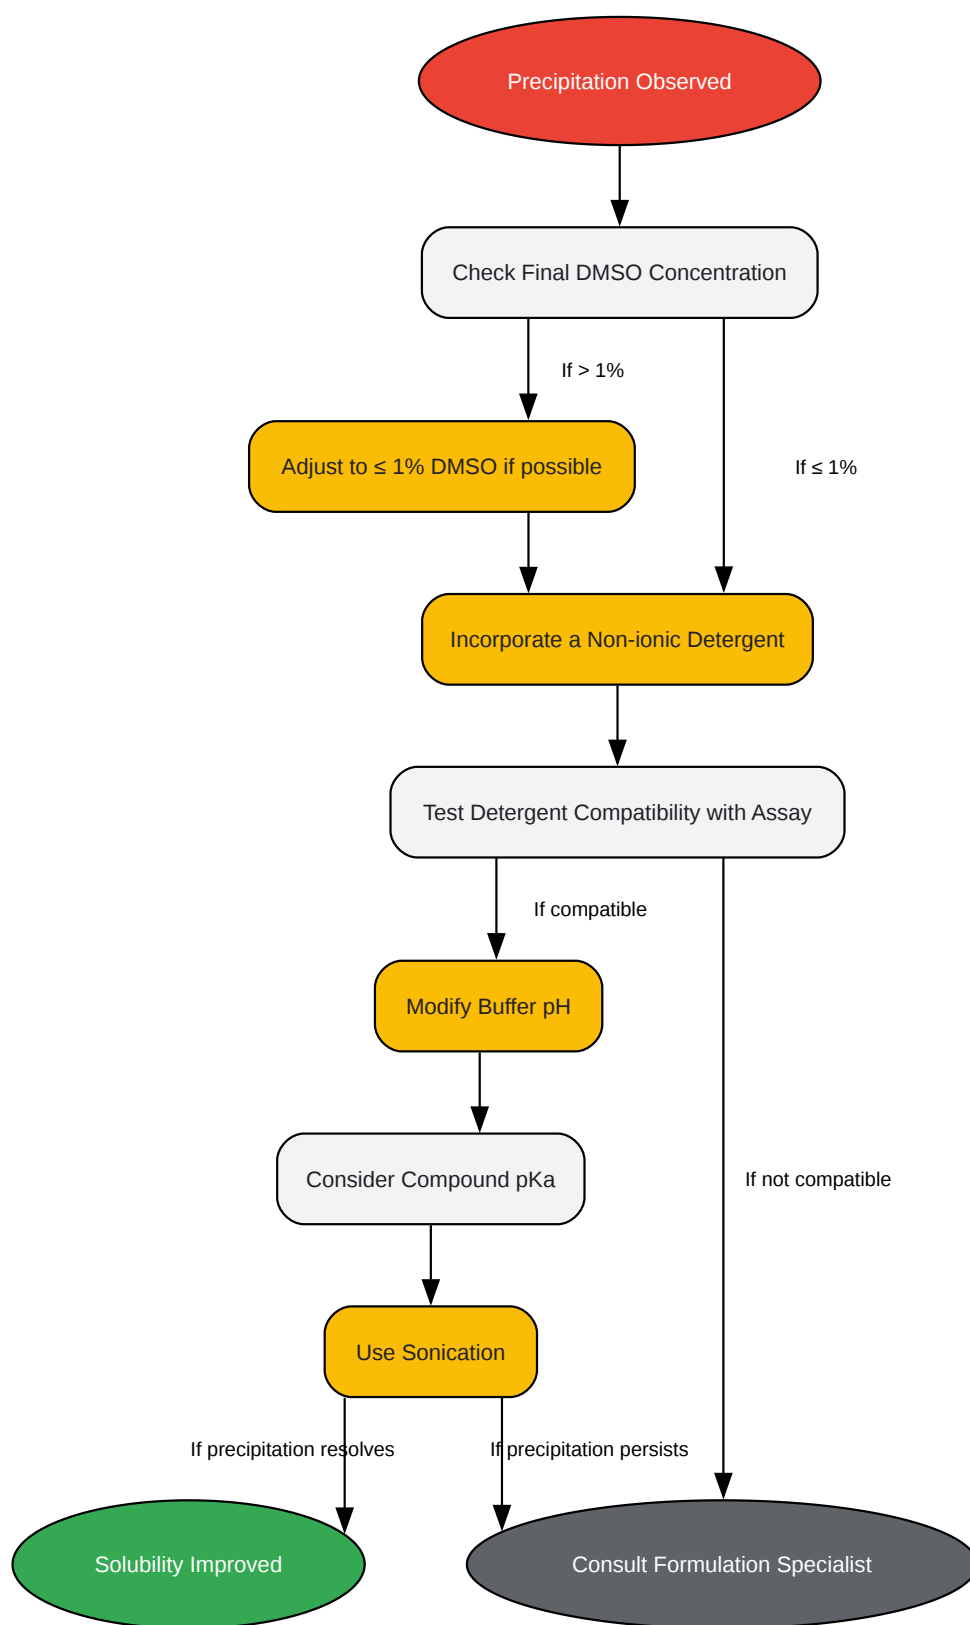 Precipitation Observed
Check Final DMSO Concentration
If > 1%
Adjust to ≤ 1% DMSO if possible
If ≤ 1%
Incorporate a Non-ionic Detergent
Test Detergent Compatibility with Assay
If compatible
Modify Buffer pH
Consider Compound pKa
If not compatible
Use Sonication
If precipitation resolves
If precipitation persists
Solubility Improved
Consult Formulation Specialist